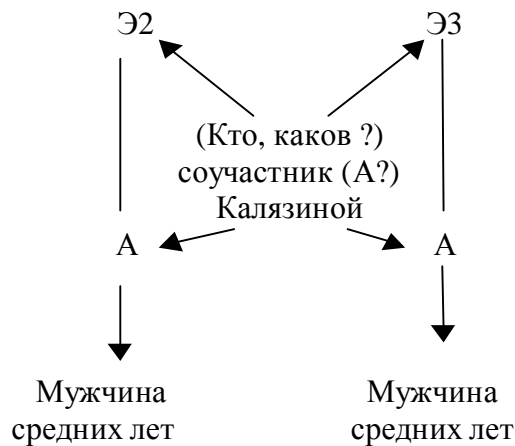 Э2 Э3
(Кто, каков ?)
соучастник (А?)
Калязиной
А А
Мужчина
средних лет
Мужчина
средних лет